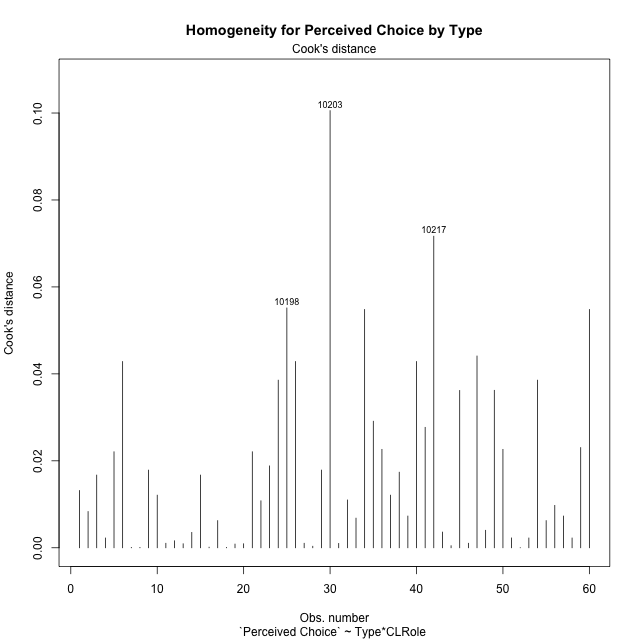 Homogeneity for Perceived Choice by Type
Cook's distance
10203
10217
10198
Cook's distance
0.10
0.08
0.06
0.04
0.02
0.00
0 10 20 30 40 50 60
Obs. number
`Perceived Choice` ~ Type*CLRole